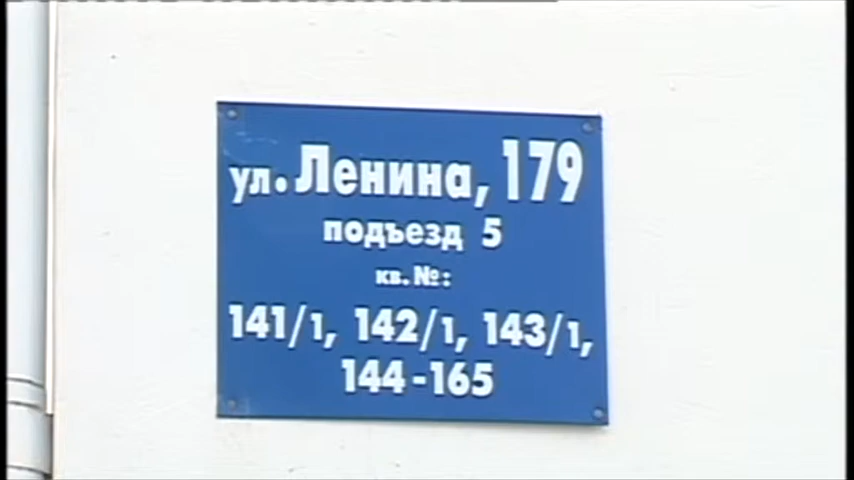 ул. Ленина, 179
подъезд 5
кв. №:
141/1, 142/1, 143/1,
144-165